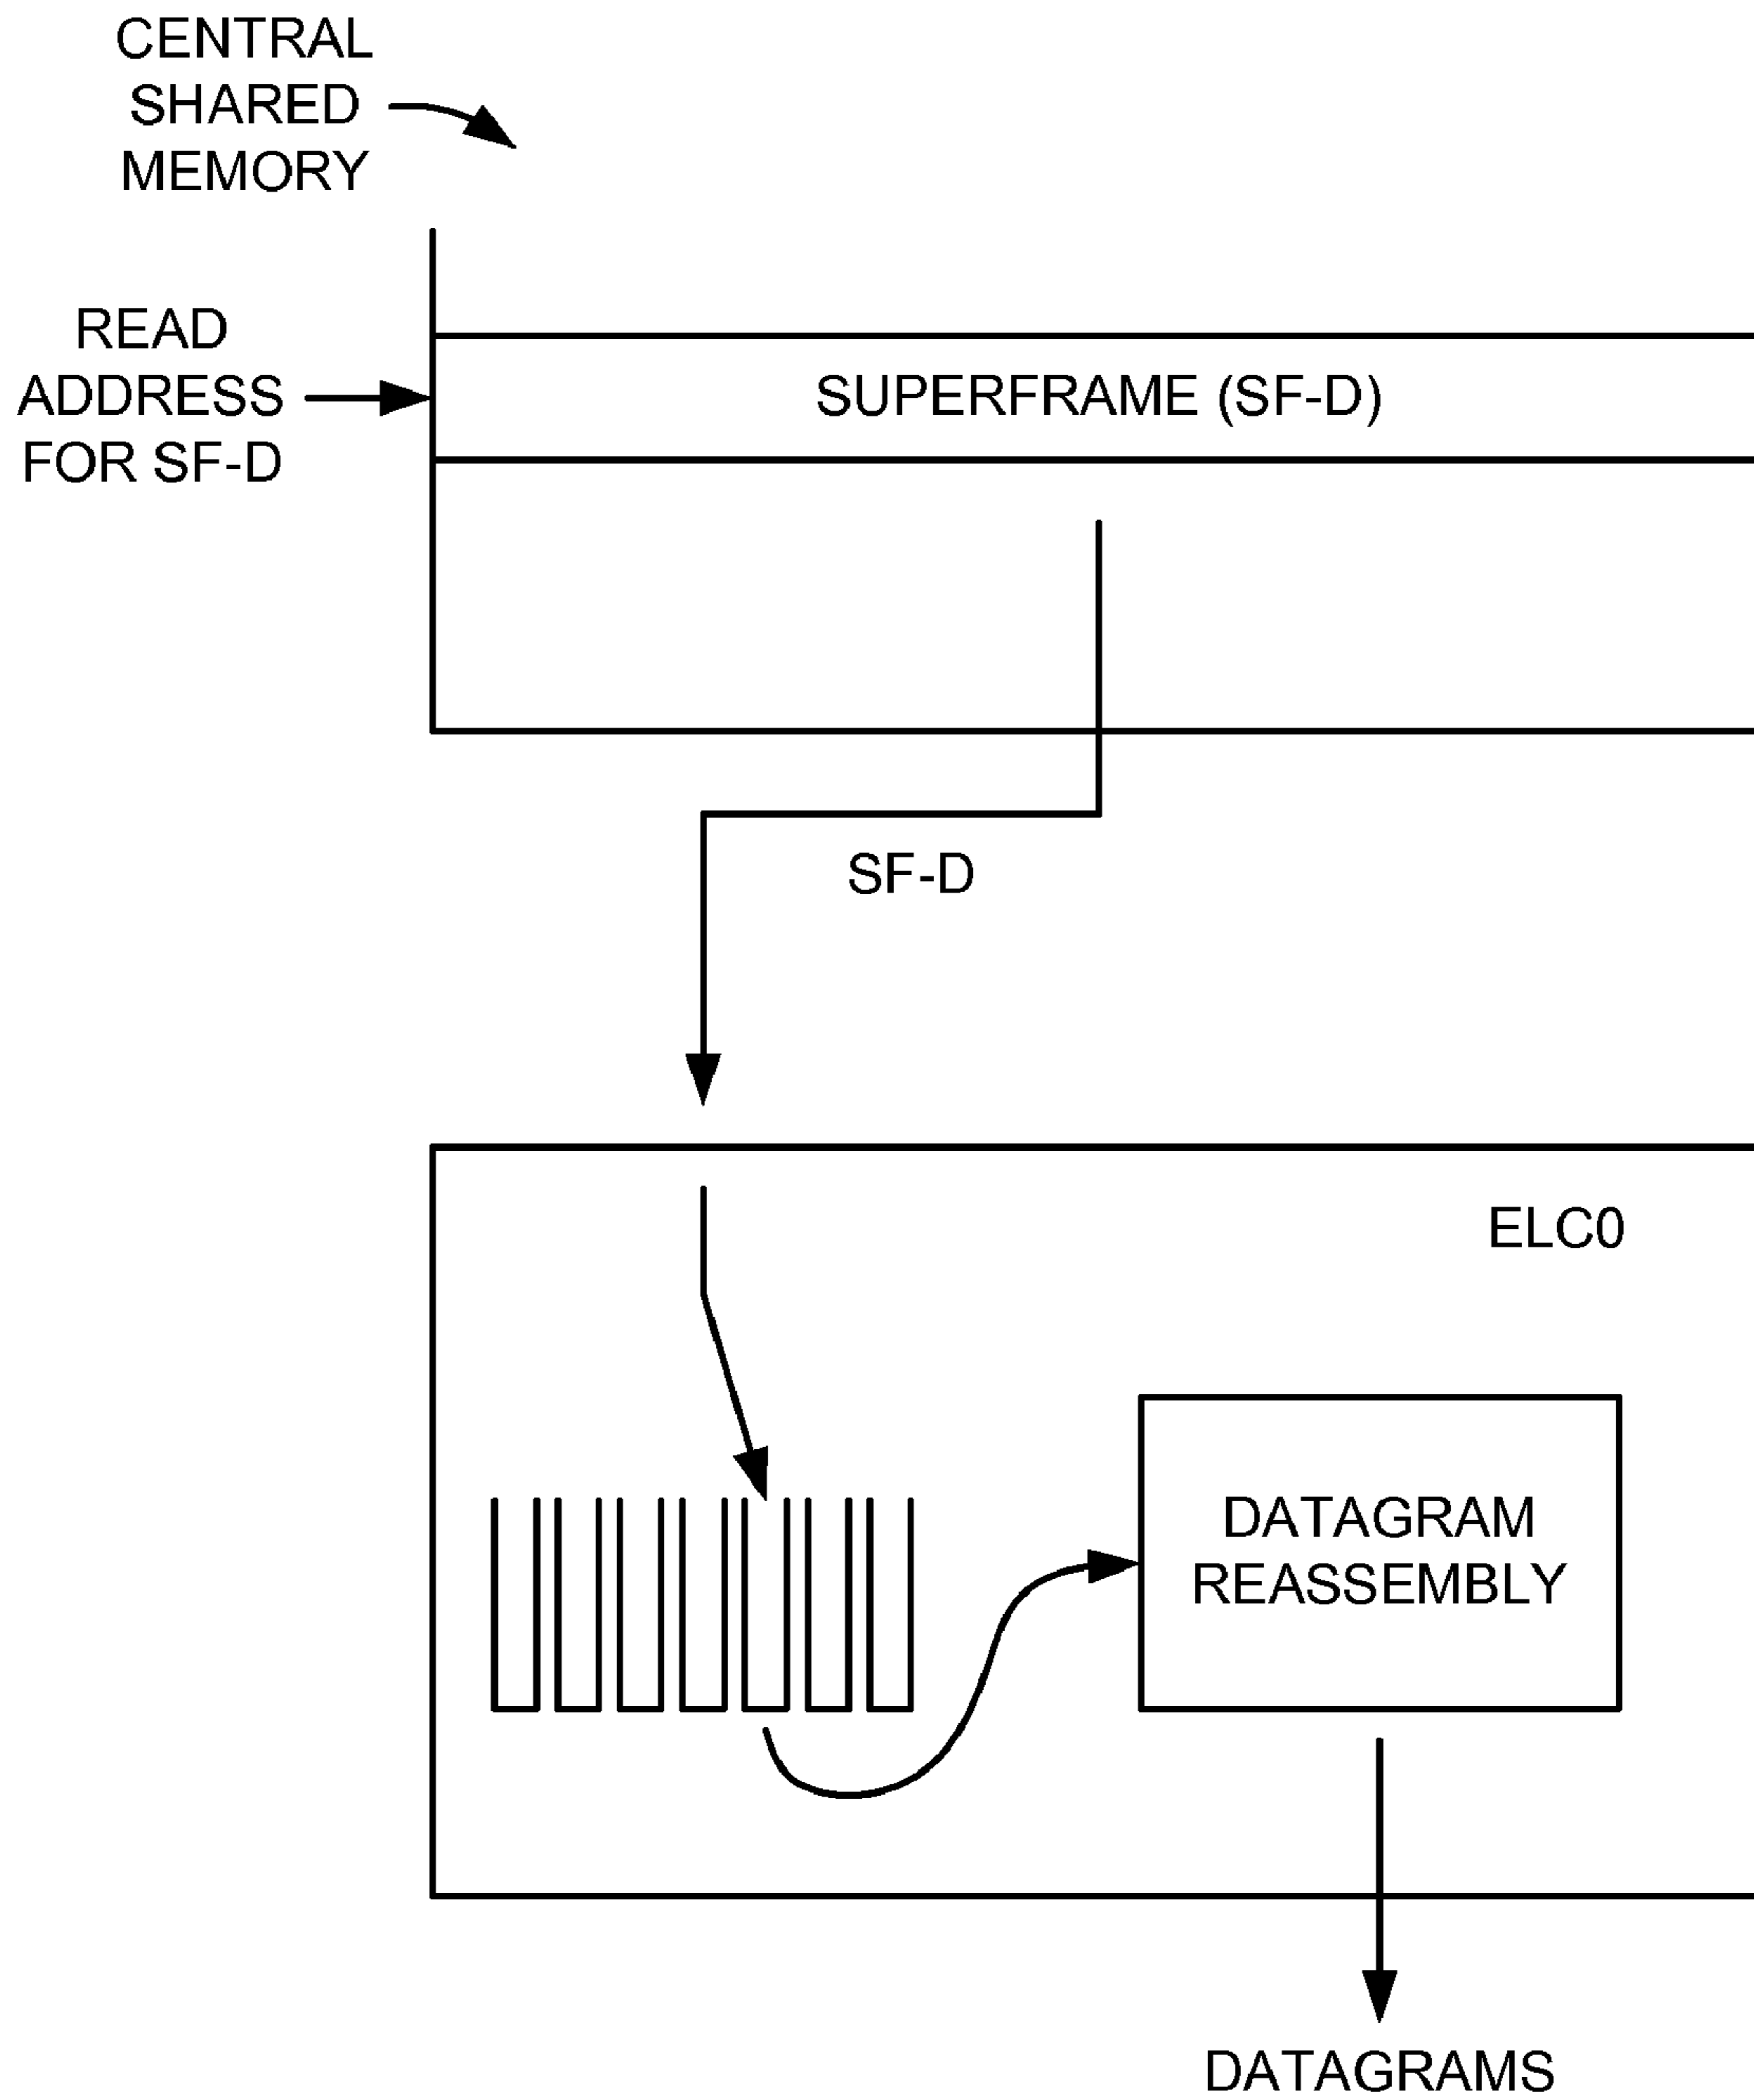 CENTRAL
SHARED
MEMORY
READ
ADDRESS
FOR SF-D
SUPERFRAME (SF-D)
SF-D
ELC0
DATAGRAM
REASSEMBLY
DATAGRAMS